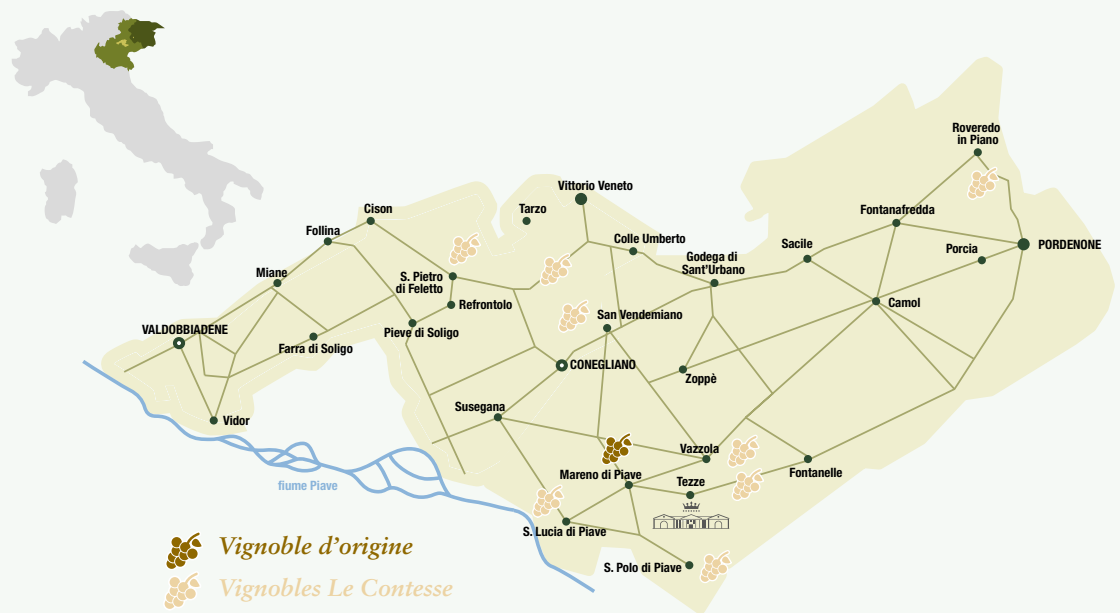 Roveredo
in Piano
Vittorio Veneto
Cison
Tarzo
Fontanafredda
Follina
Colle Umberto
Sacile
Porcia
PORDENONE
Godega di
Sant'Urbano
Miane
S. Pietro
di Feletto
Refrontolo
Camol
San Vendemiano
VALDOBBIADENE
Farra di Soligo
Pieve di Soligo
CONEGLIANO
Zoppè
Susegana
Vidor
Vazzola
Mareno di Piave
Fontanelle
Tezze
fiume Piave
S. Lucia di Piave
S. Polo di Piave
Vignoble d'origine
Vignobles Le Contesse